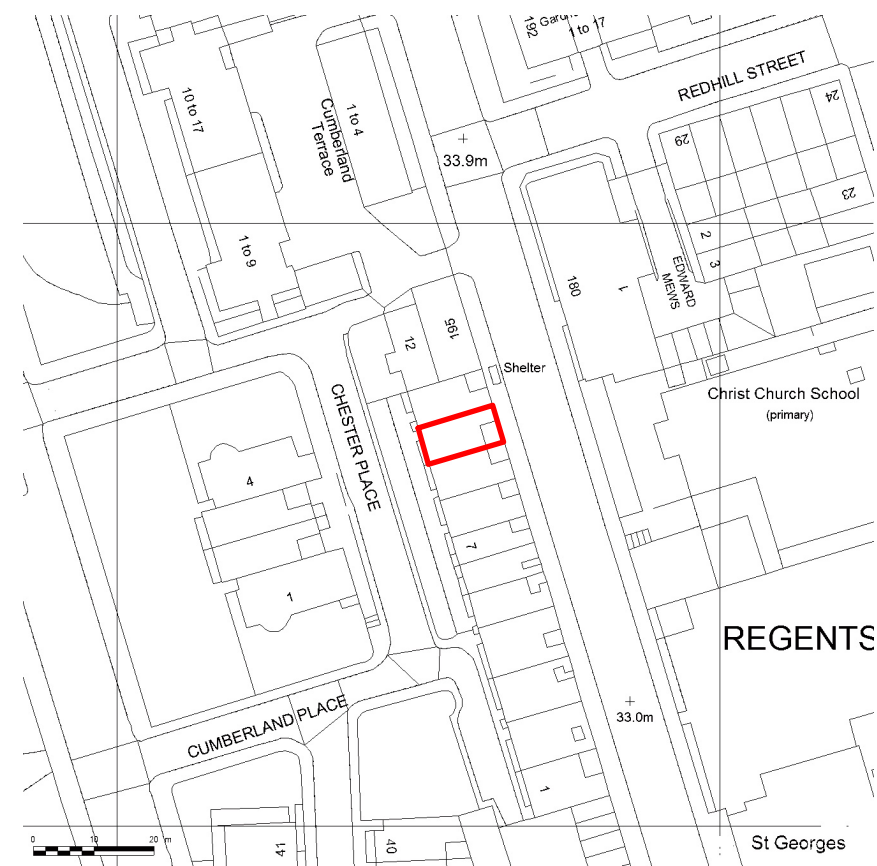 192
1 to 17
REDHILL STREET
24
29
10 to 17
1 to 4
Cumberland
Terrace
33.9m
23
2
3
1 to 9
EDWARD
MEWS
180
1
195
12
Shelter
Christ Church School
(primary)
CHESTER PLACE
4
7
1
REGENTS
33.0m
CUMBERLAND PLACE
1
41
40
0 10 20 m
St Georges